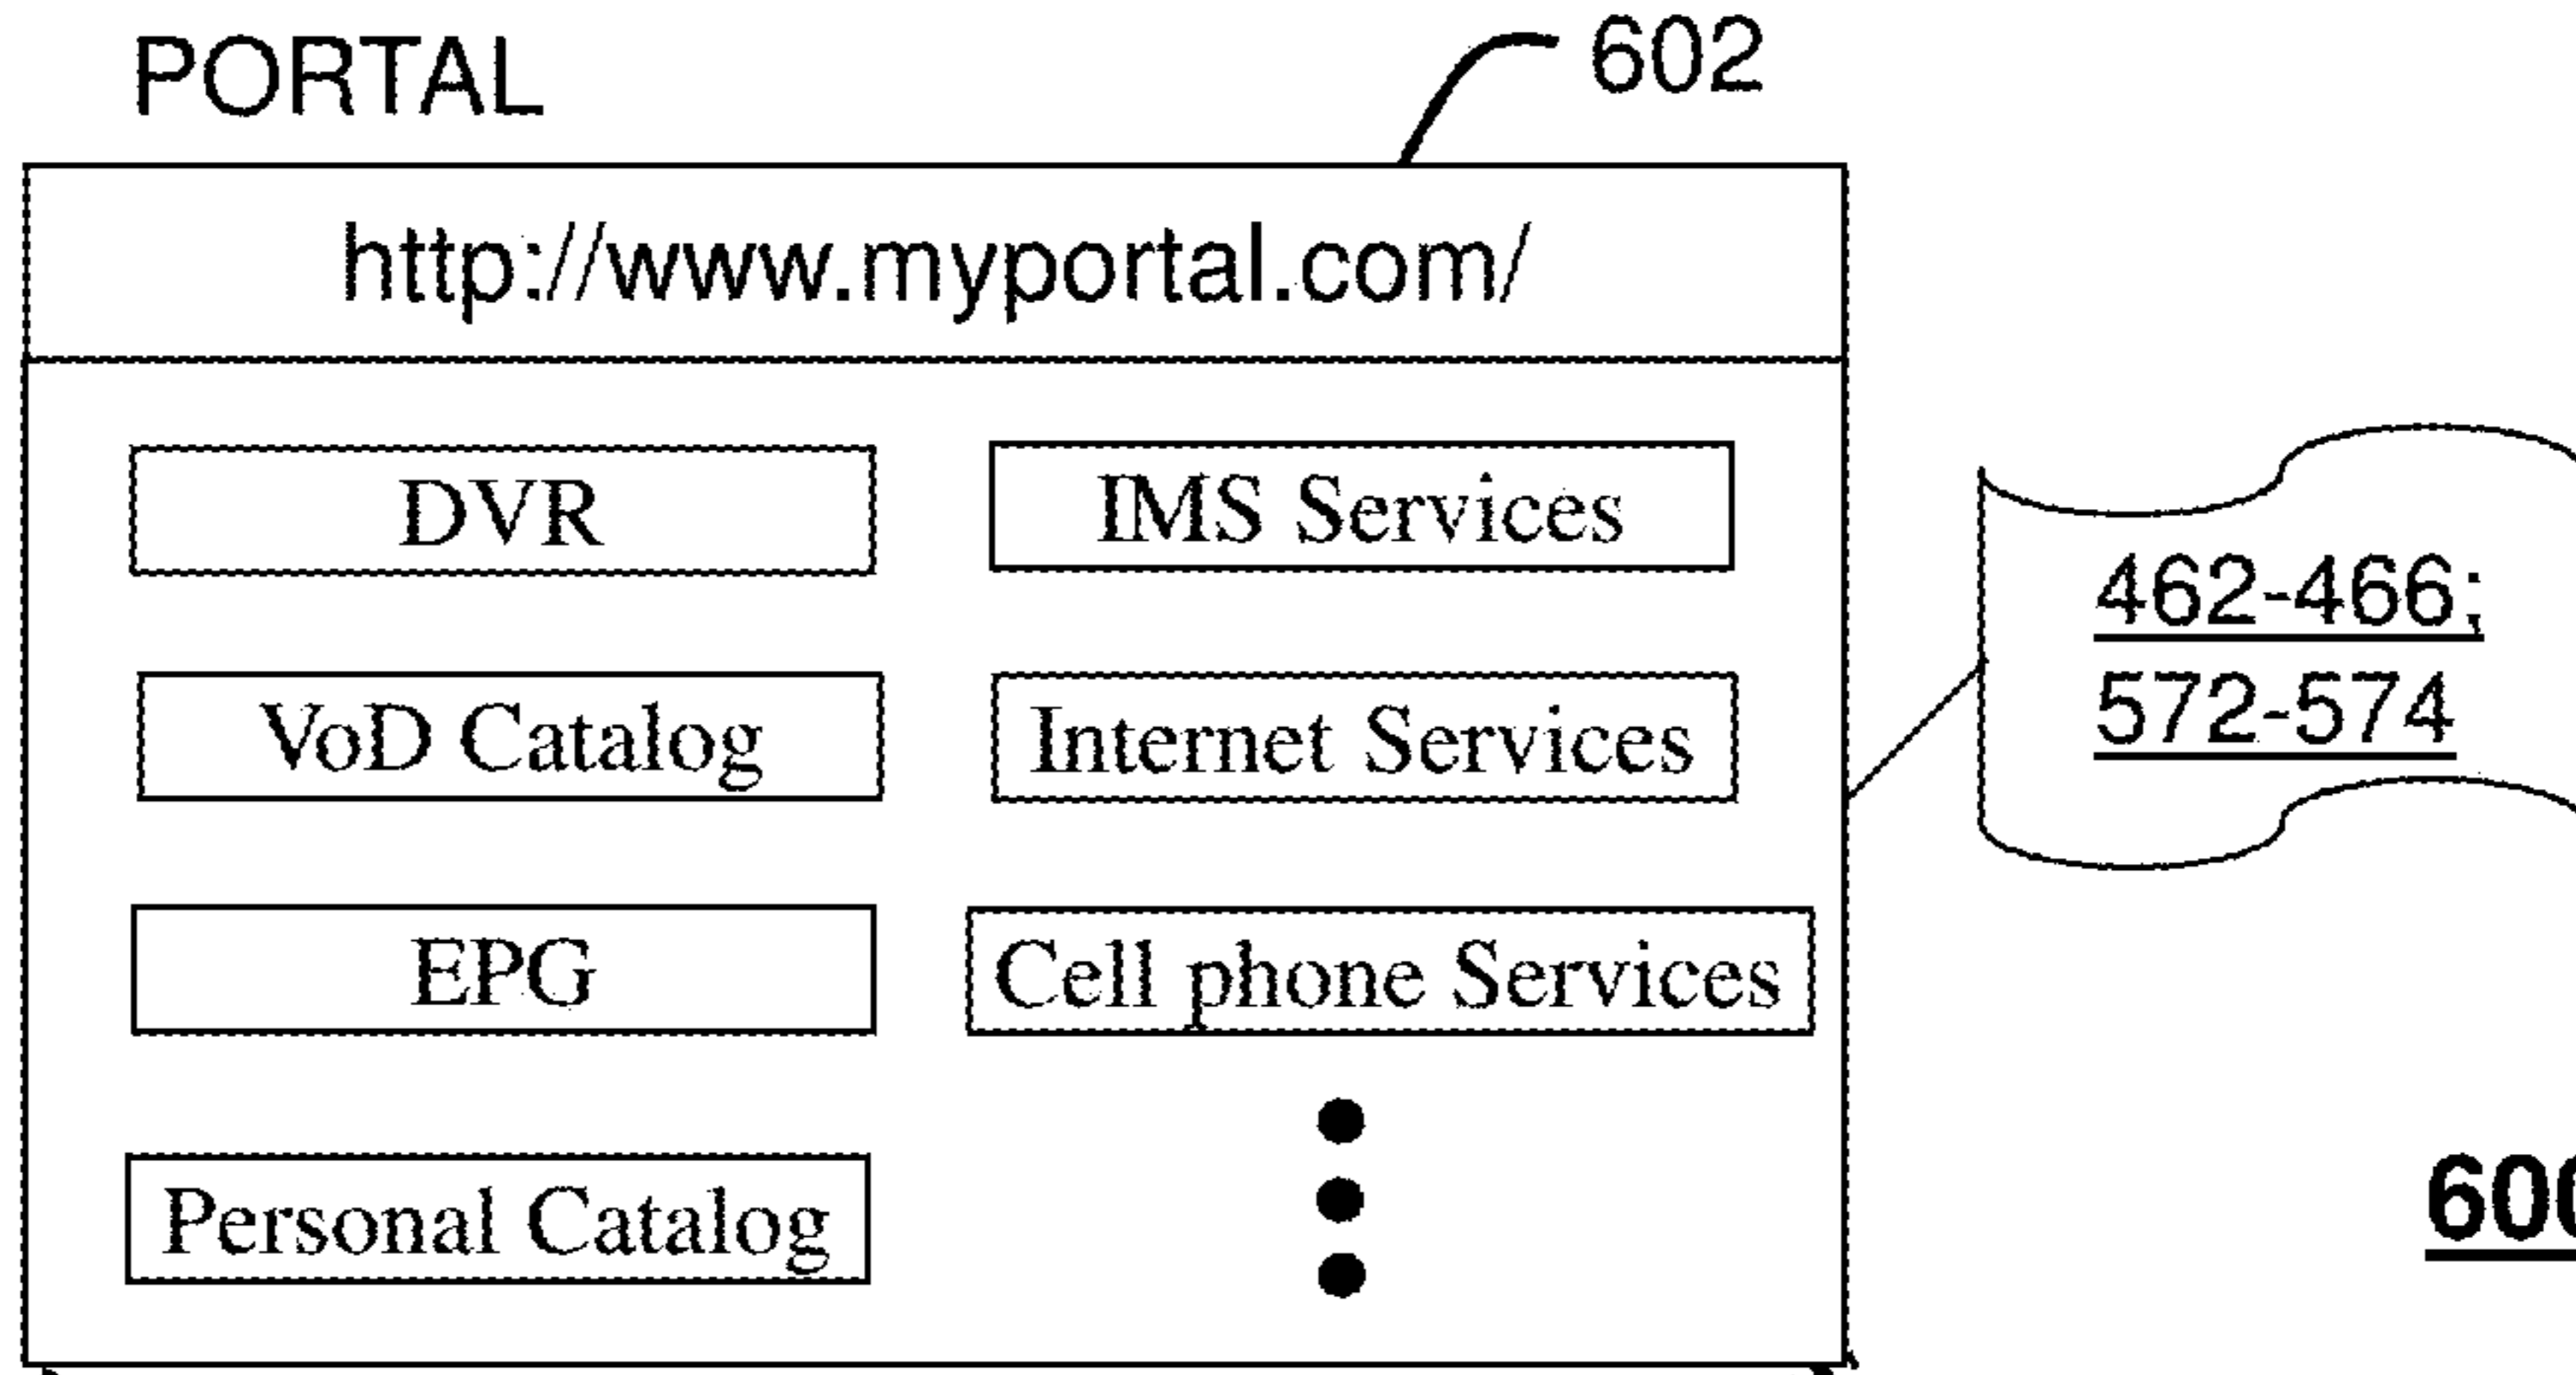 PORTAL
602
http://www.myportal.com/
DVR
IMS Services
462-466;
572-574
VoD Catalog
Internet Services
EPG
Cell phone Services
Personal Catalog